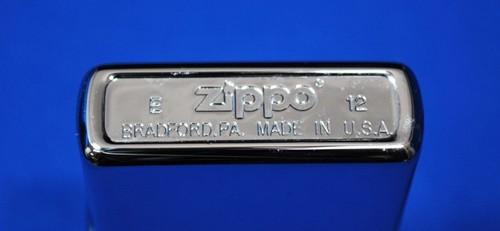 E Zippo® 12
BRADFORD,PA. MADE IN U.S.A.